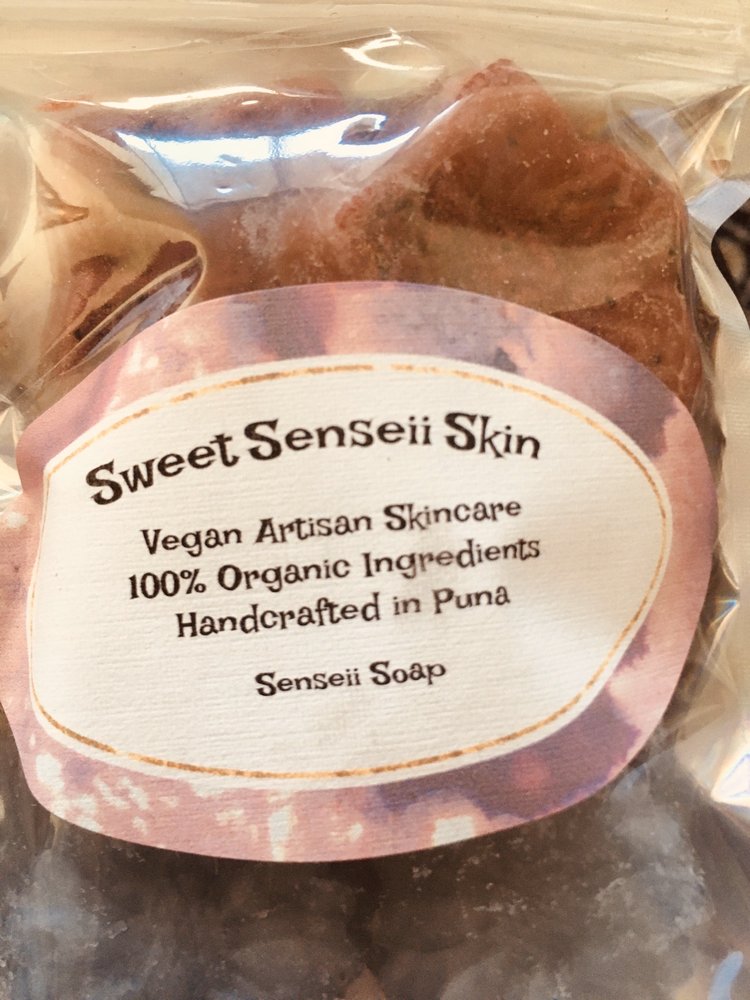 Sweet Senseii Skin
Vegan Artisan Skincare
100% Organic Ingredients
Handcrafted in Puna
Senseii Soap